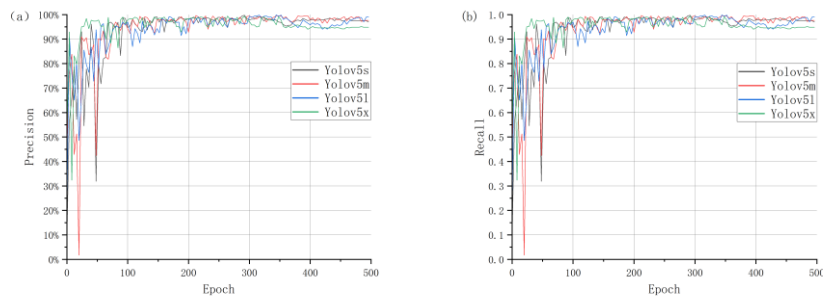 (a)
100%
90%
80%
70%
60%
50%
40%
30%
20%
10%
0%
Precision
0 100 200 300 400 500
Epoch
Yolov5s
Yolov5m
Yolov5l
Yolov5x
(b)
1.0
0.9
0.8
0.7
0.6
0.5
0.4
0.3
0.2
0.1
0.0
Recall
0 100 200 300 400 500
Epoch
Yolov5s
Yolov5m
Yolov5l
Yolov5x